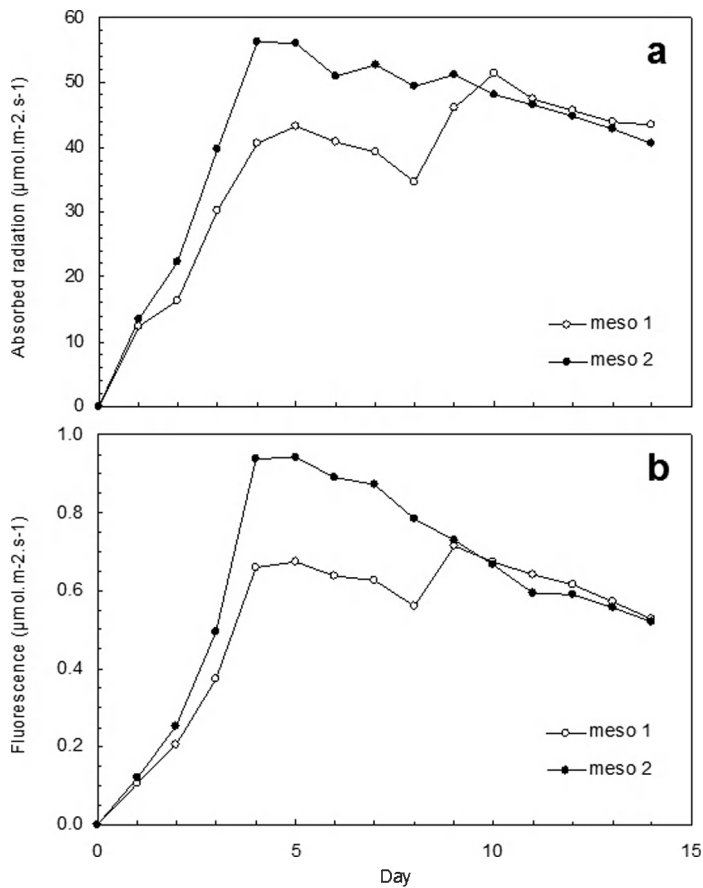 60
50
40
30
20
10
0
Absorbed radiation (µmol.m-2.s-1)
a
meso 1
meso 2
1.0
0.8
0.6
0.4
0.2
0.0
Fluorescence (µmol.m-2.s-1)
b
meso 1
meso 2
0 5 10 15
Day